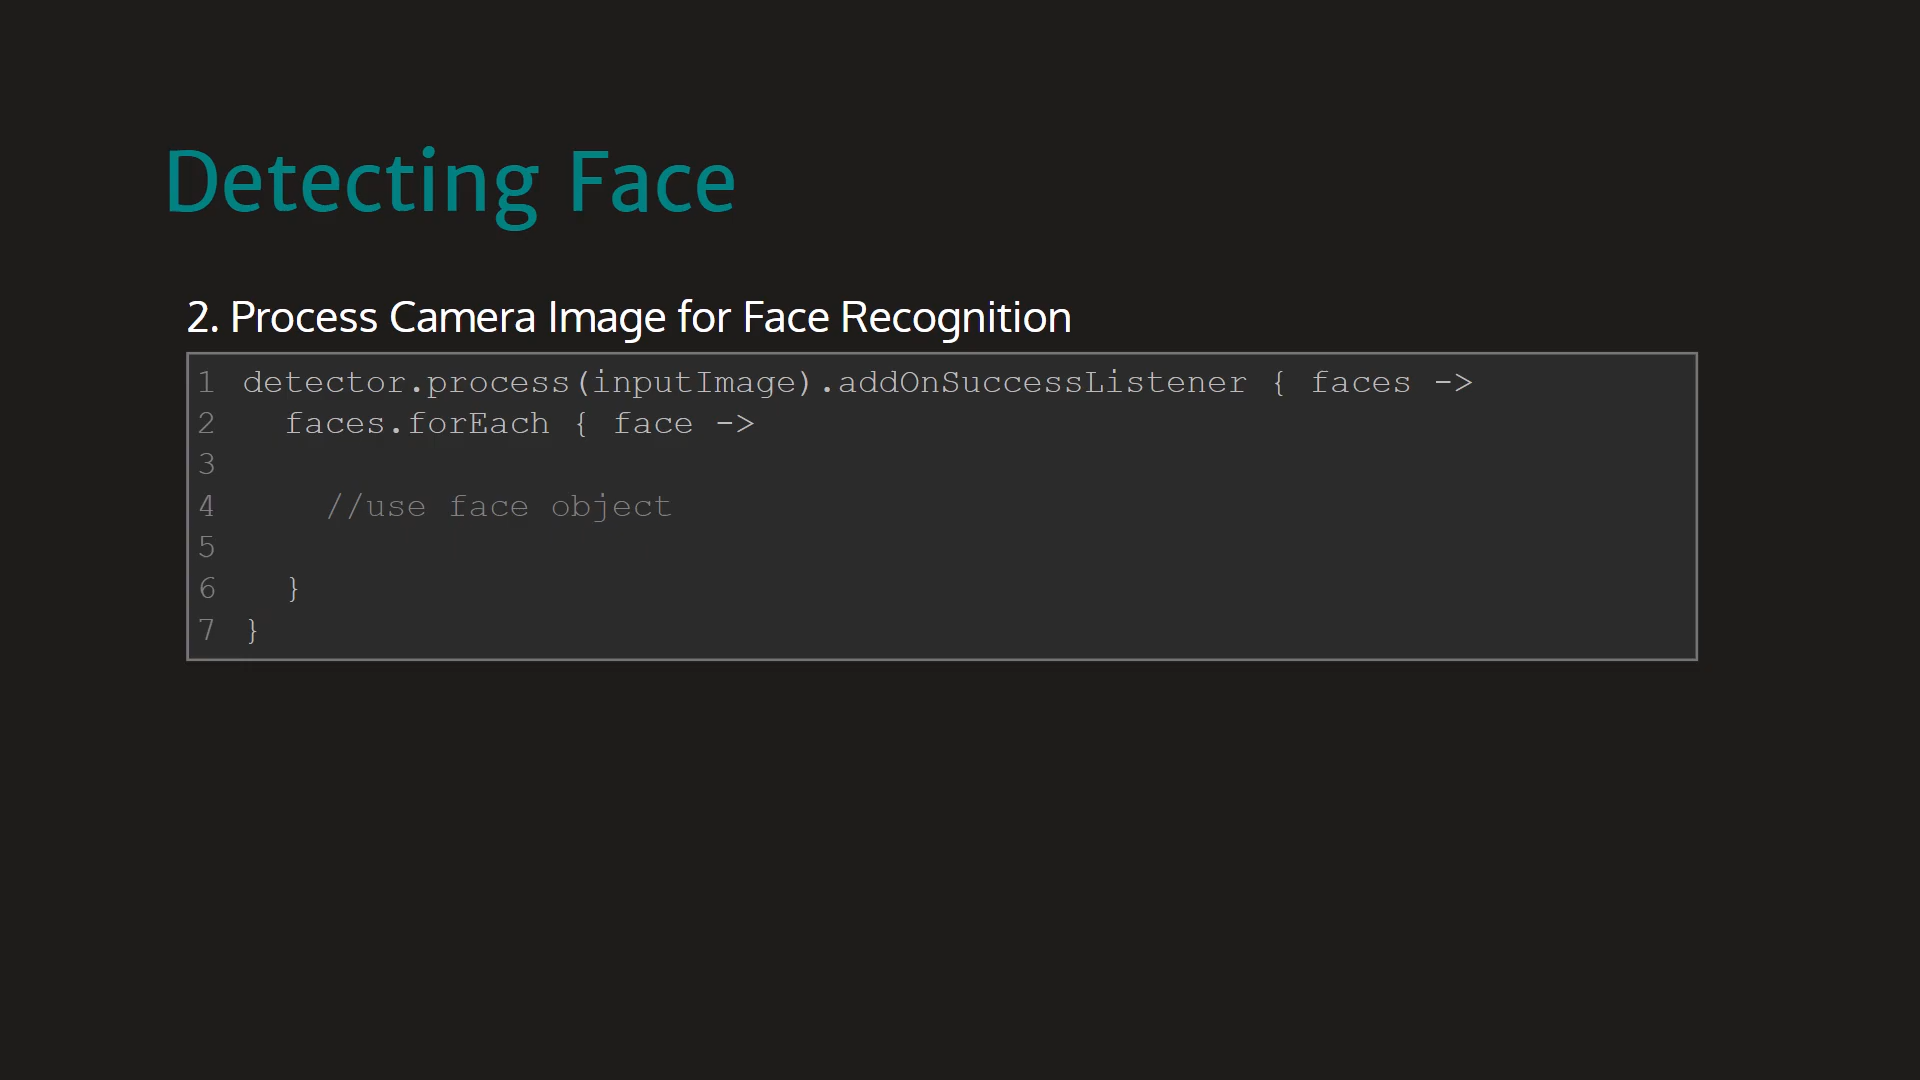 Detecting Face
2. Process Camera Image for Face Recognition
1 detector.process(inputImage).addOnSuccessListener { faces ->
2   faces.forEach { face ->
3
4     //use face object
5
6   }
7 }